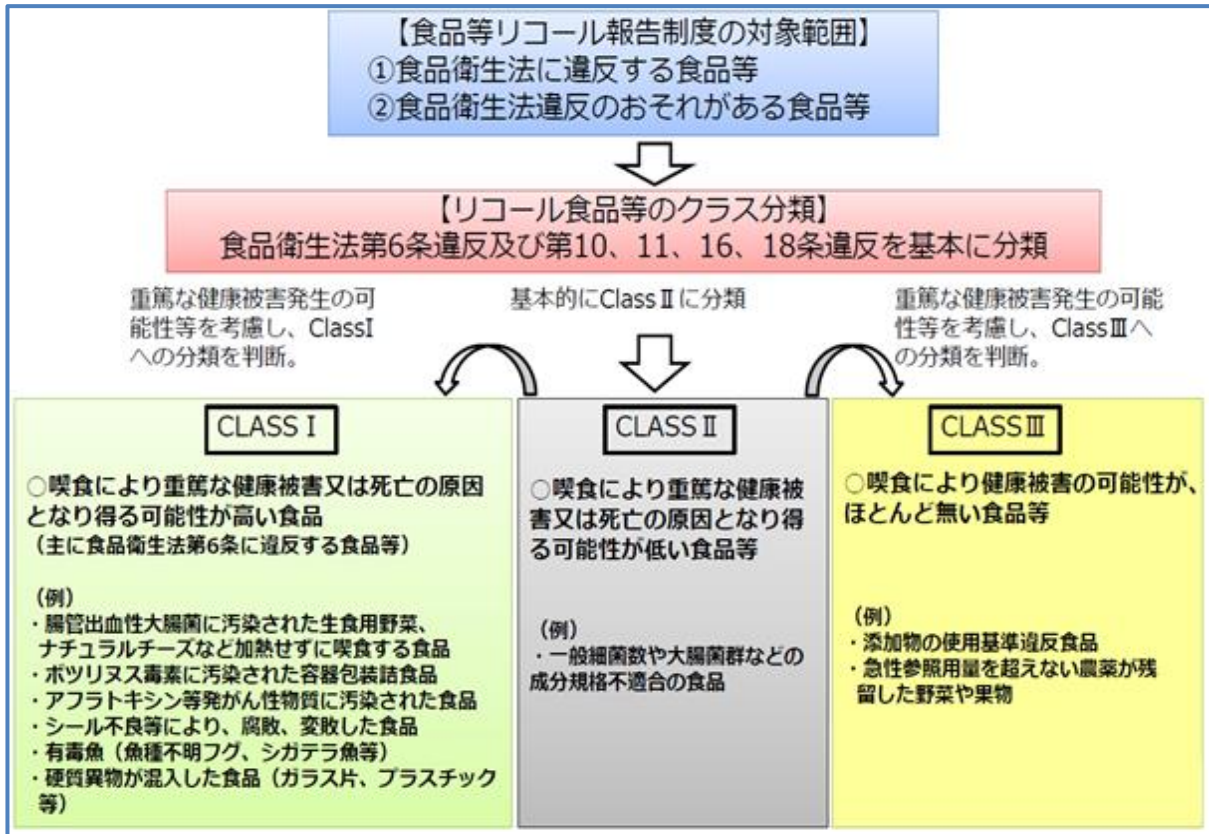 【食品等リコール報告制度の対象範囲】
①食品衛生法に違反する食品等
②食品衛生法違反のおそれがある食品等
【リコール食品等のクラス分類】
食品衛生法第6条違反及び第10、11、16、18条違反を基本に分類
重篤な健康被害発生の可
能性等を考慮し、ClassⅠ
への分類を判断。
基本的にClassⅡに分類
重篤な健康被害発生の可能
性等を考慮し、ClassⅢへ
の分類を判断。
CLASSⅠ
○喫食により重篤な健康被害又は死亡の原因
となり得る可能性が高い食品
（主に食品衛生法第6条に違反する食品等）
（例）
・腸管出血性大腸菌に汚染された生食用野菜、
ナチュラルチーズなど加熱せずに喫食する食品
・ボツリヌス毒素に汚染された容器包装詰食品
・アフラトキシン等発がん性物質に汚染された食品
・シール不良等により、腐敗、変敗した食品
・有毒魚（魚種不明フグ、シガテラ魚等）
・硬質異物が混入した食品（ガラス片、プラスチック
等）
CLASSⅡ
○喫食により重篤な健康被
害又は死亡の原因となり得
る可能性が低い食品等
（例）
・一般細菌数や大腸菌群などの
成分規格不適合の食品
CLASSⅢ
○喫食により健康被害の可能性が、
ほとんど無い食品等
（例）
・添加物の使用基準違反食品
・急性参照用量を超えない農薬が残
留した野菜や果物